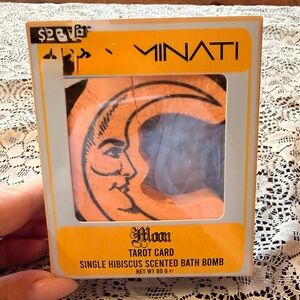 MINATI
Moon
TAROT CARD
SINGLE HIBISCUS SCENTED BATH BOMB
NET WT 80 G e